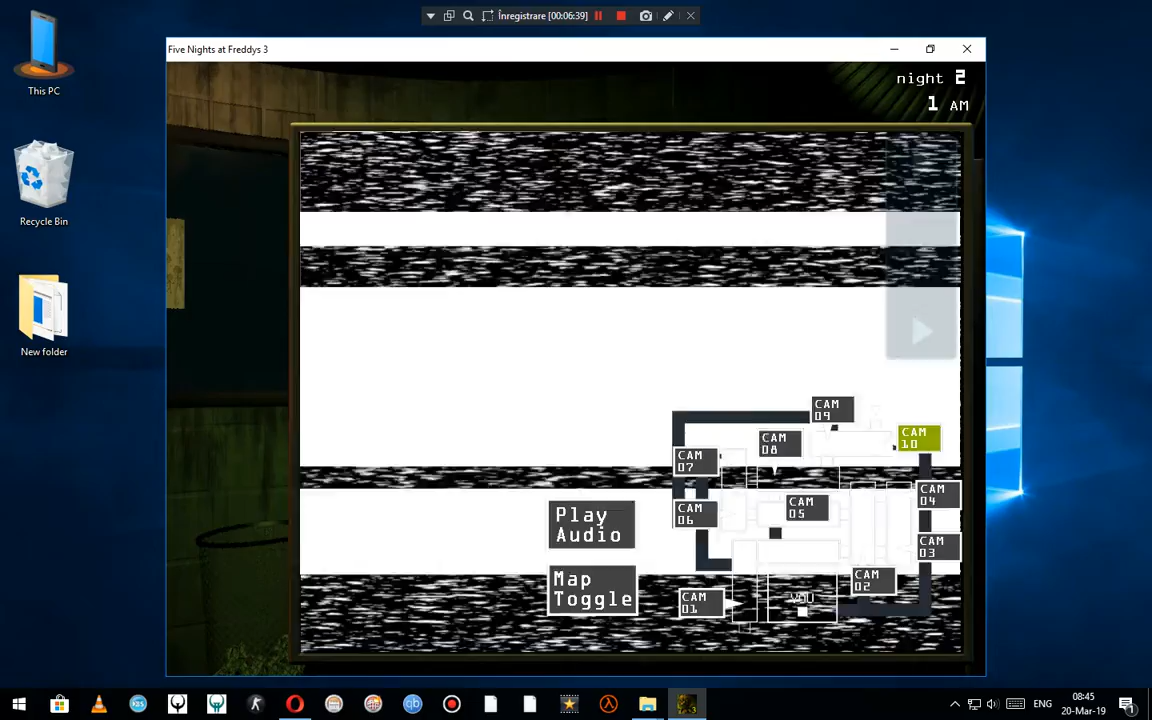 Înregistrare [00:06:39]
This PC
Recycle Bin
New folder
Five Nights at Freddys 3
night 2
1 AM
CAM
09
CAM
10
CAM
08
CAM
07
CAM
04
CAM
05
CAM
06
CAM
03
CAM
02
CAM
01
YOU
Play
Audio
Map
Toggle
ENG
08:45
20-Mar-19
1